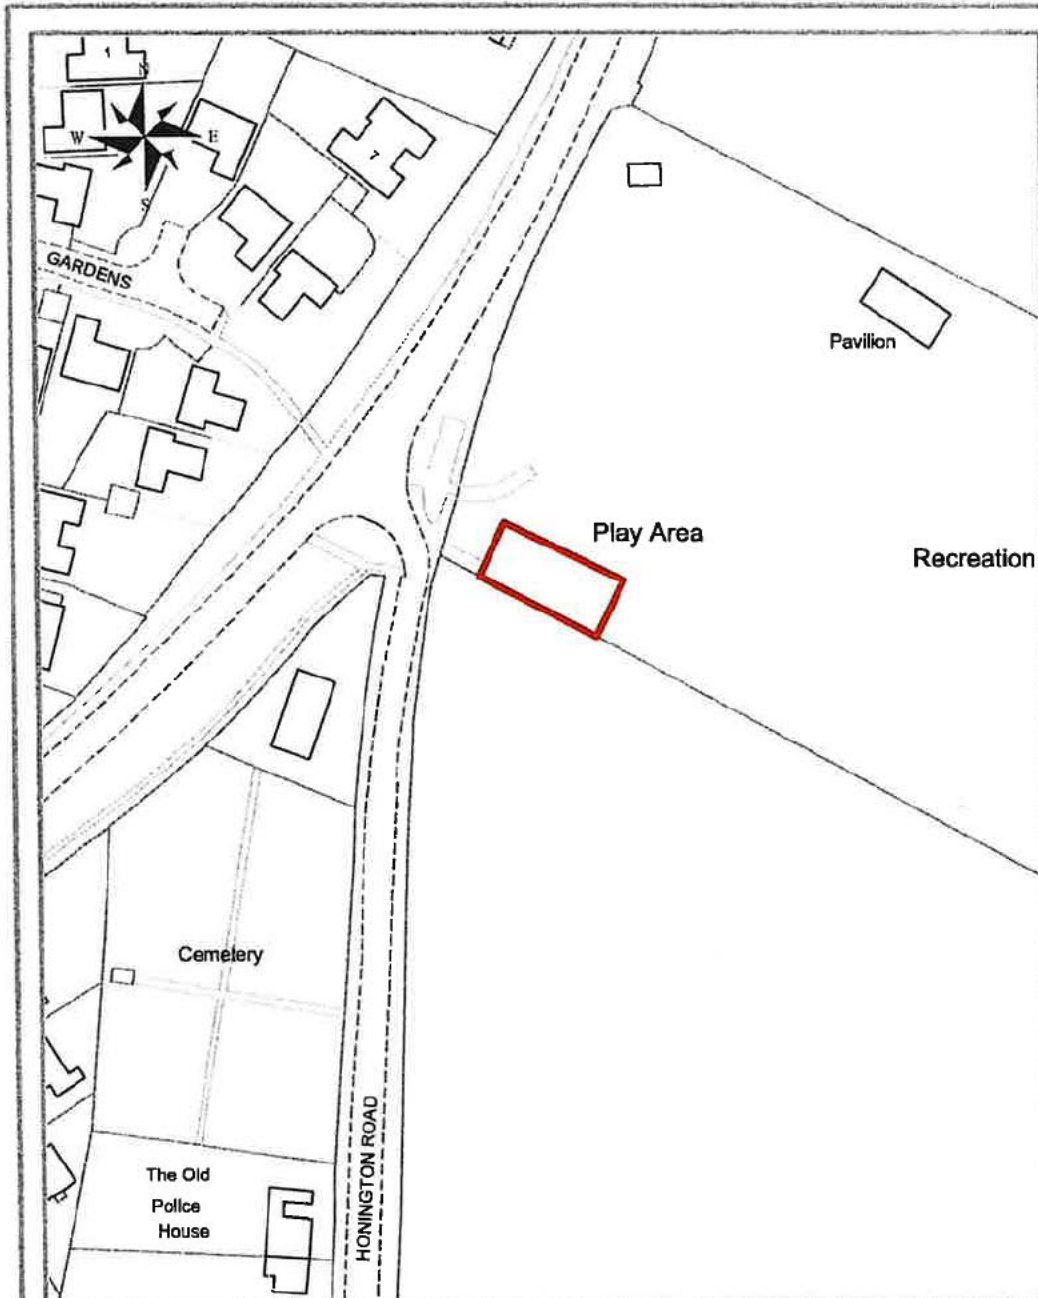 1
N
W
E
S
7
GARDENS
Pavilion
Play Area
Recreation
Cemetery
HONINGTON ROAD
The Old
Police
House